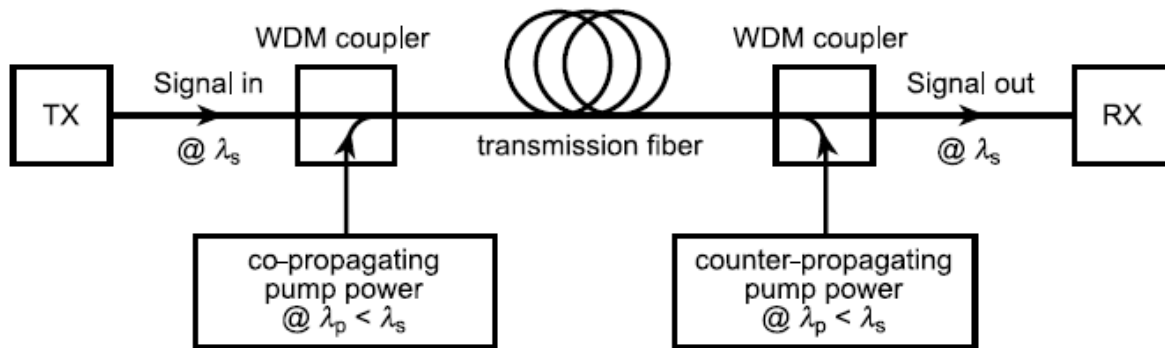 WDM coupler
WDM coupler
TX
Signal in
@ λs
transmission fiber
Signal out
@ λs
RX
co-propagating
pump power
@ λp < λs
counter-propagating
pump power
@ λp < λs